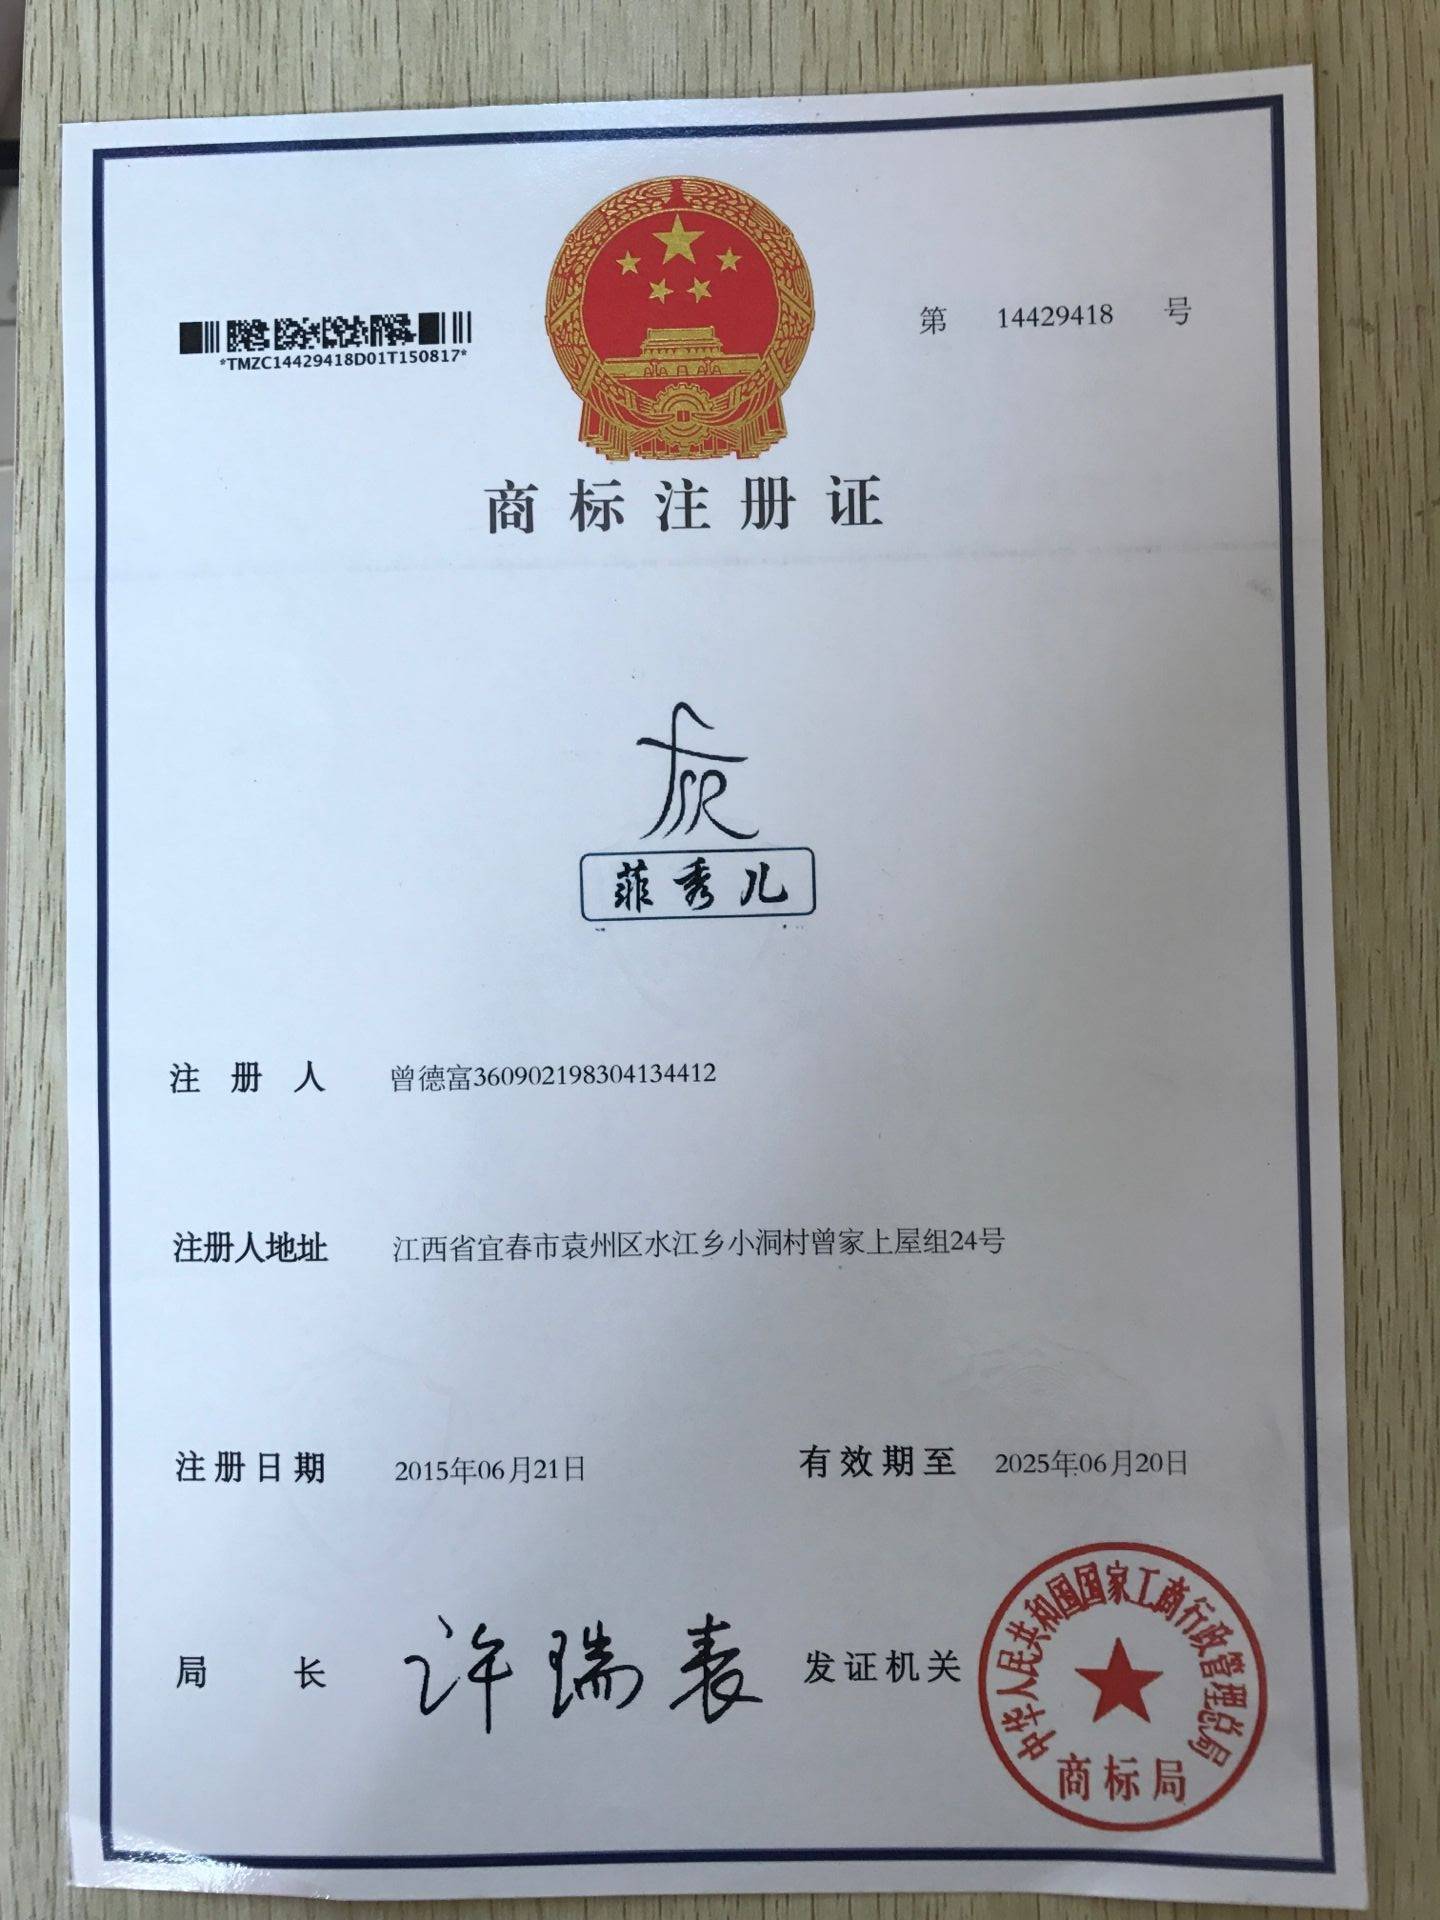 第 14429418 号
*TMZC14429418D01T150817*
商标注册证
fSR
菲秀儿
注册人 曾德富360902198304134412
注册人地址 江西省宜春市袁州区水江乡小洞村曾家上屋组24号
注册日期 2015年06月21日 有效期至 2025年06月20日
局长 许瑞表 发证机关
中华人民共和国国家工商行政管理总局
商标局